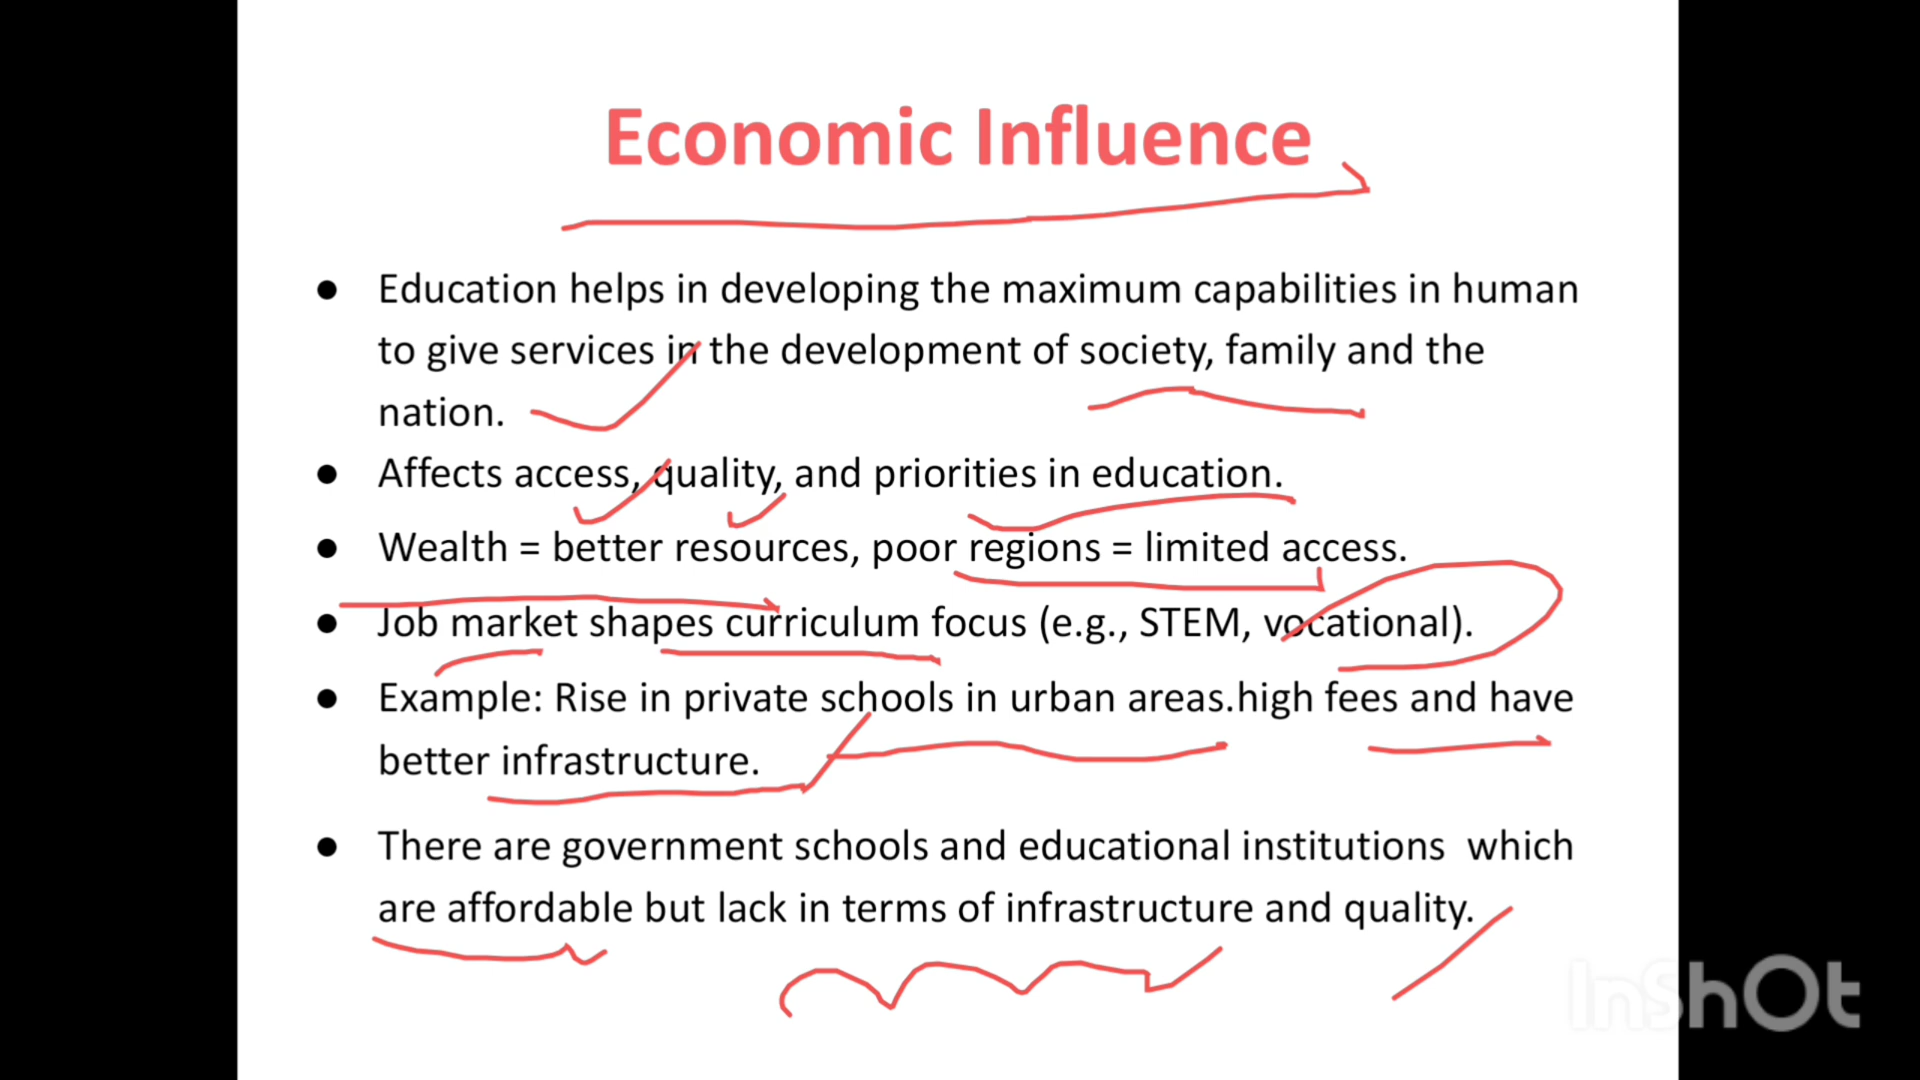 Economic Influence
● Education helps in developing the maximum capabilities in human
to give services in the development of society, family and the
nation.
● Affects access, quality, and priorities in education.
● Wealth = better resources, poor regions = limited access.
● Job market shapes curriculum focus (e.g., STEM, vocational).
● Example: Rise in private schools in urban areas.high fees and have
better infrastructure.
● There are government schools and educational institutions which
are affordable but lack in terms of infrastructure and quality.
InShOt